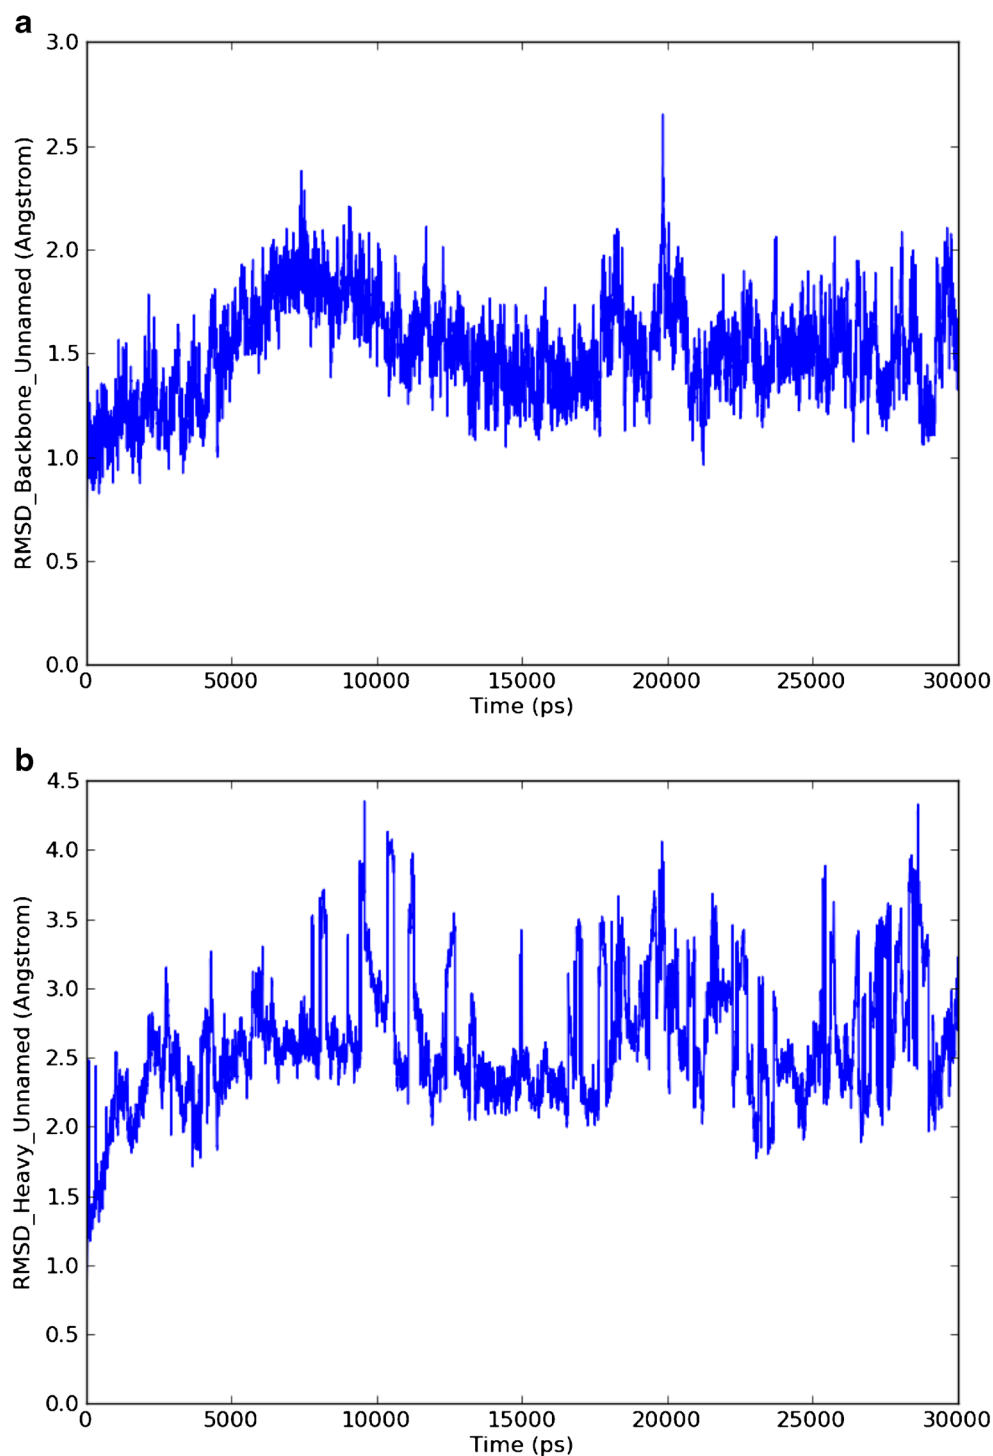 a
3.0
2.5
2.0
1.5
1.0
0.5
0.0
RMSD_Backbone_Unnamed (Angstrom)
0 5000 10000 15000 20000 25000 30000
Time (ps)
b
4.5
4.0
3.5
3.0
2.5
2.0
1.5
1.0
0.5
0.0
RMSD_Heavy_Unnamed (Angstrom)
0 5000 10000 15000 20000 25000 30000
Time (ps)